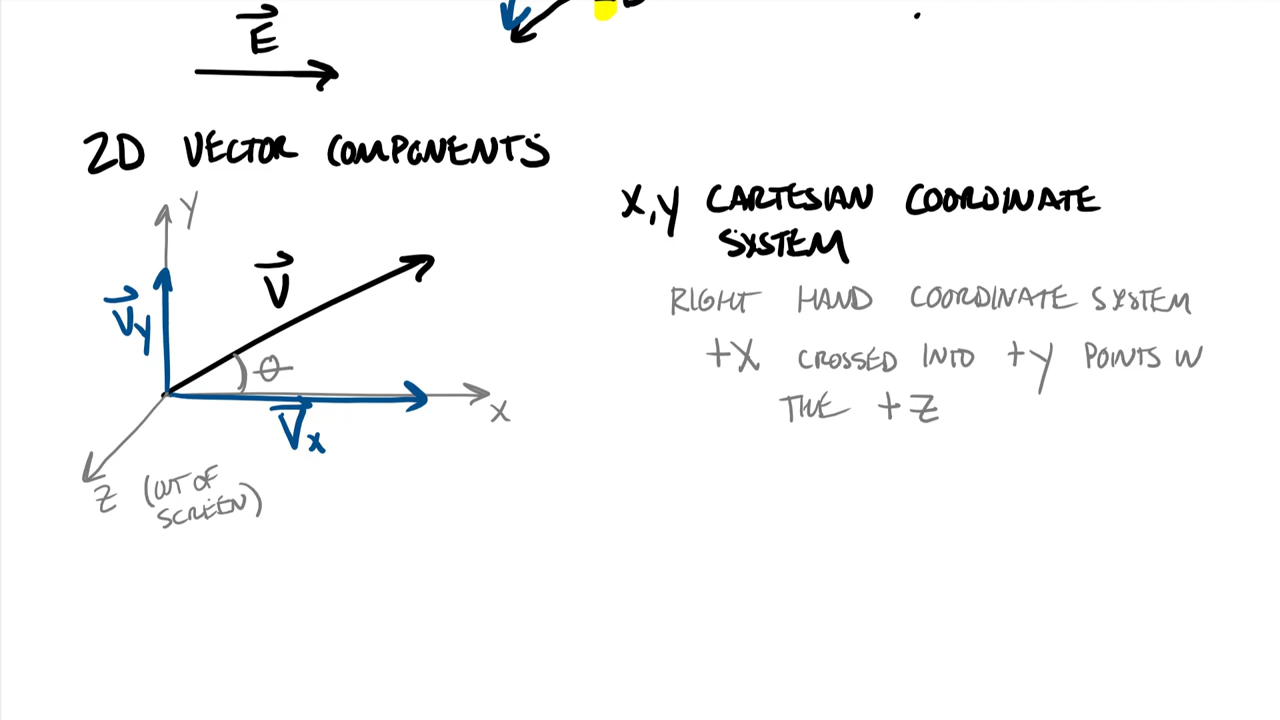 E
2D VECTOR COMPONENTS
Y
X,Y CARTESIAN COORDINATE
SYSTEM
V
Vy
RIGHT HAND COORDINATE SYSTEM
+X CROSSED INTO +Y POINTS IN
THE +Z
θ
X
Vx
Z (OUT OF
SCREEN)